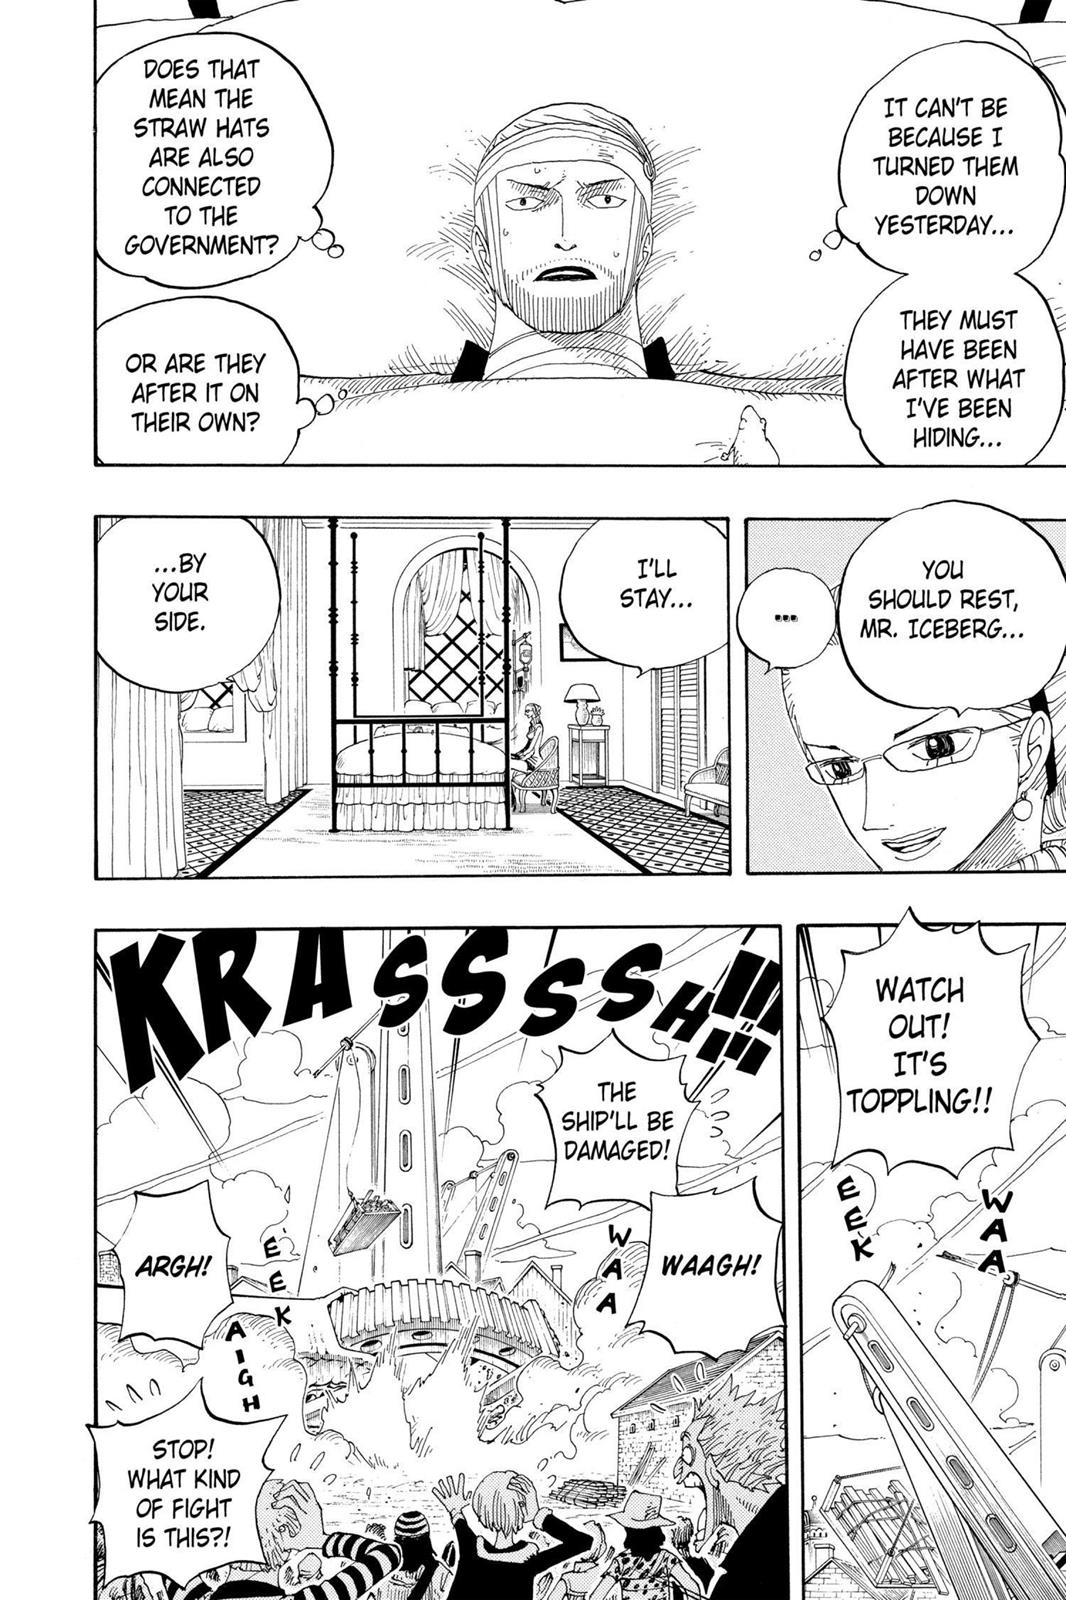 IT CAN'T BE
BECAUSE I
TURNED THEM
DOWN
YESTERDAY...
THEY MUST
HAVE BEEN
AFTER WHAT
I'VE BEEN
HIDING...
DOES THAT
MEAN THE
STRAW HATS
ARE ALSO
CONNECTED
TO THE
GOVERNMENT?
OR ARE THEY
AFTER IT ON
THEIR OWN?
YOU
SHOULD REST,
MR. ICEBERG...
...
I'LL
STAY...
...BY
YOUR
SIDE.
WATCH
OUT!
IT'S
TOPPLING!!
WAA
EEK
KRASSSSSH!!!!!!
THE
SHIP'LL BE
DAMAGED!
WAAGH!
WAA
ARGH!
EEK
AIGH
STOP!
WHAT KIND
OF FIGHT
IS THIS?!